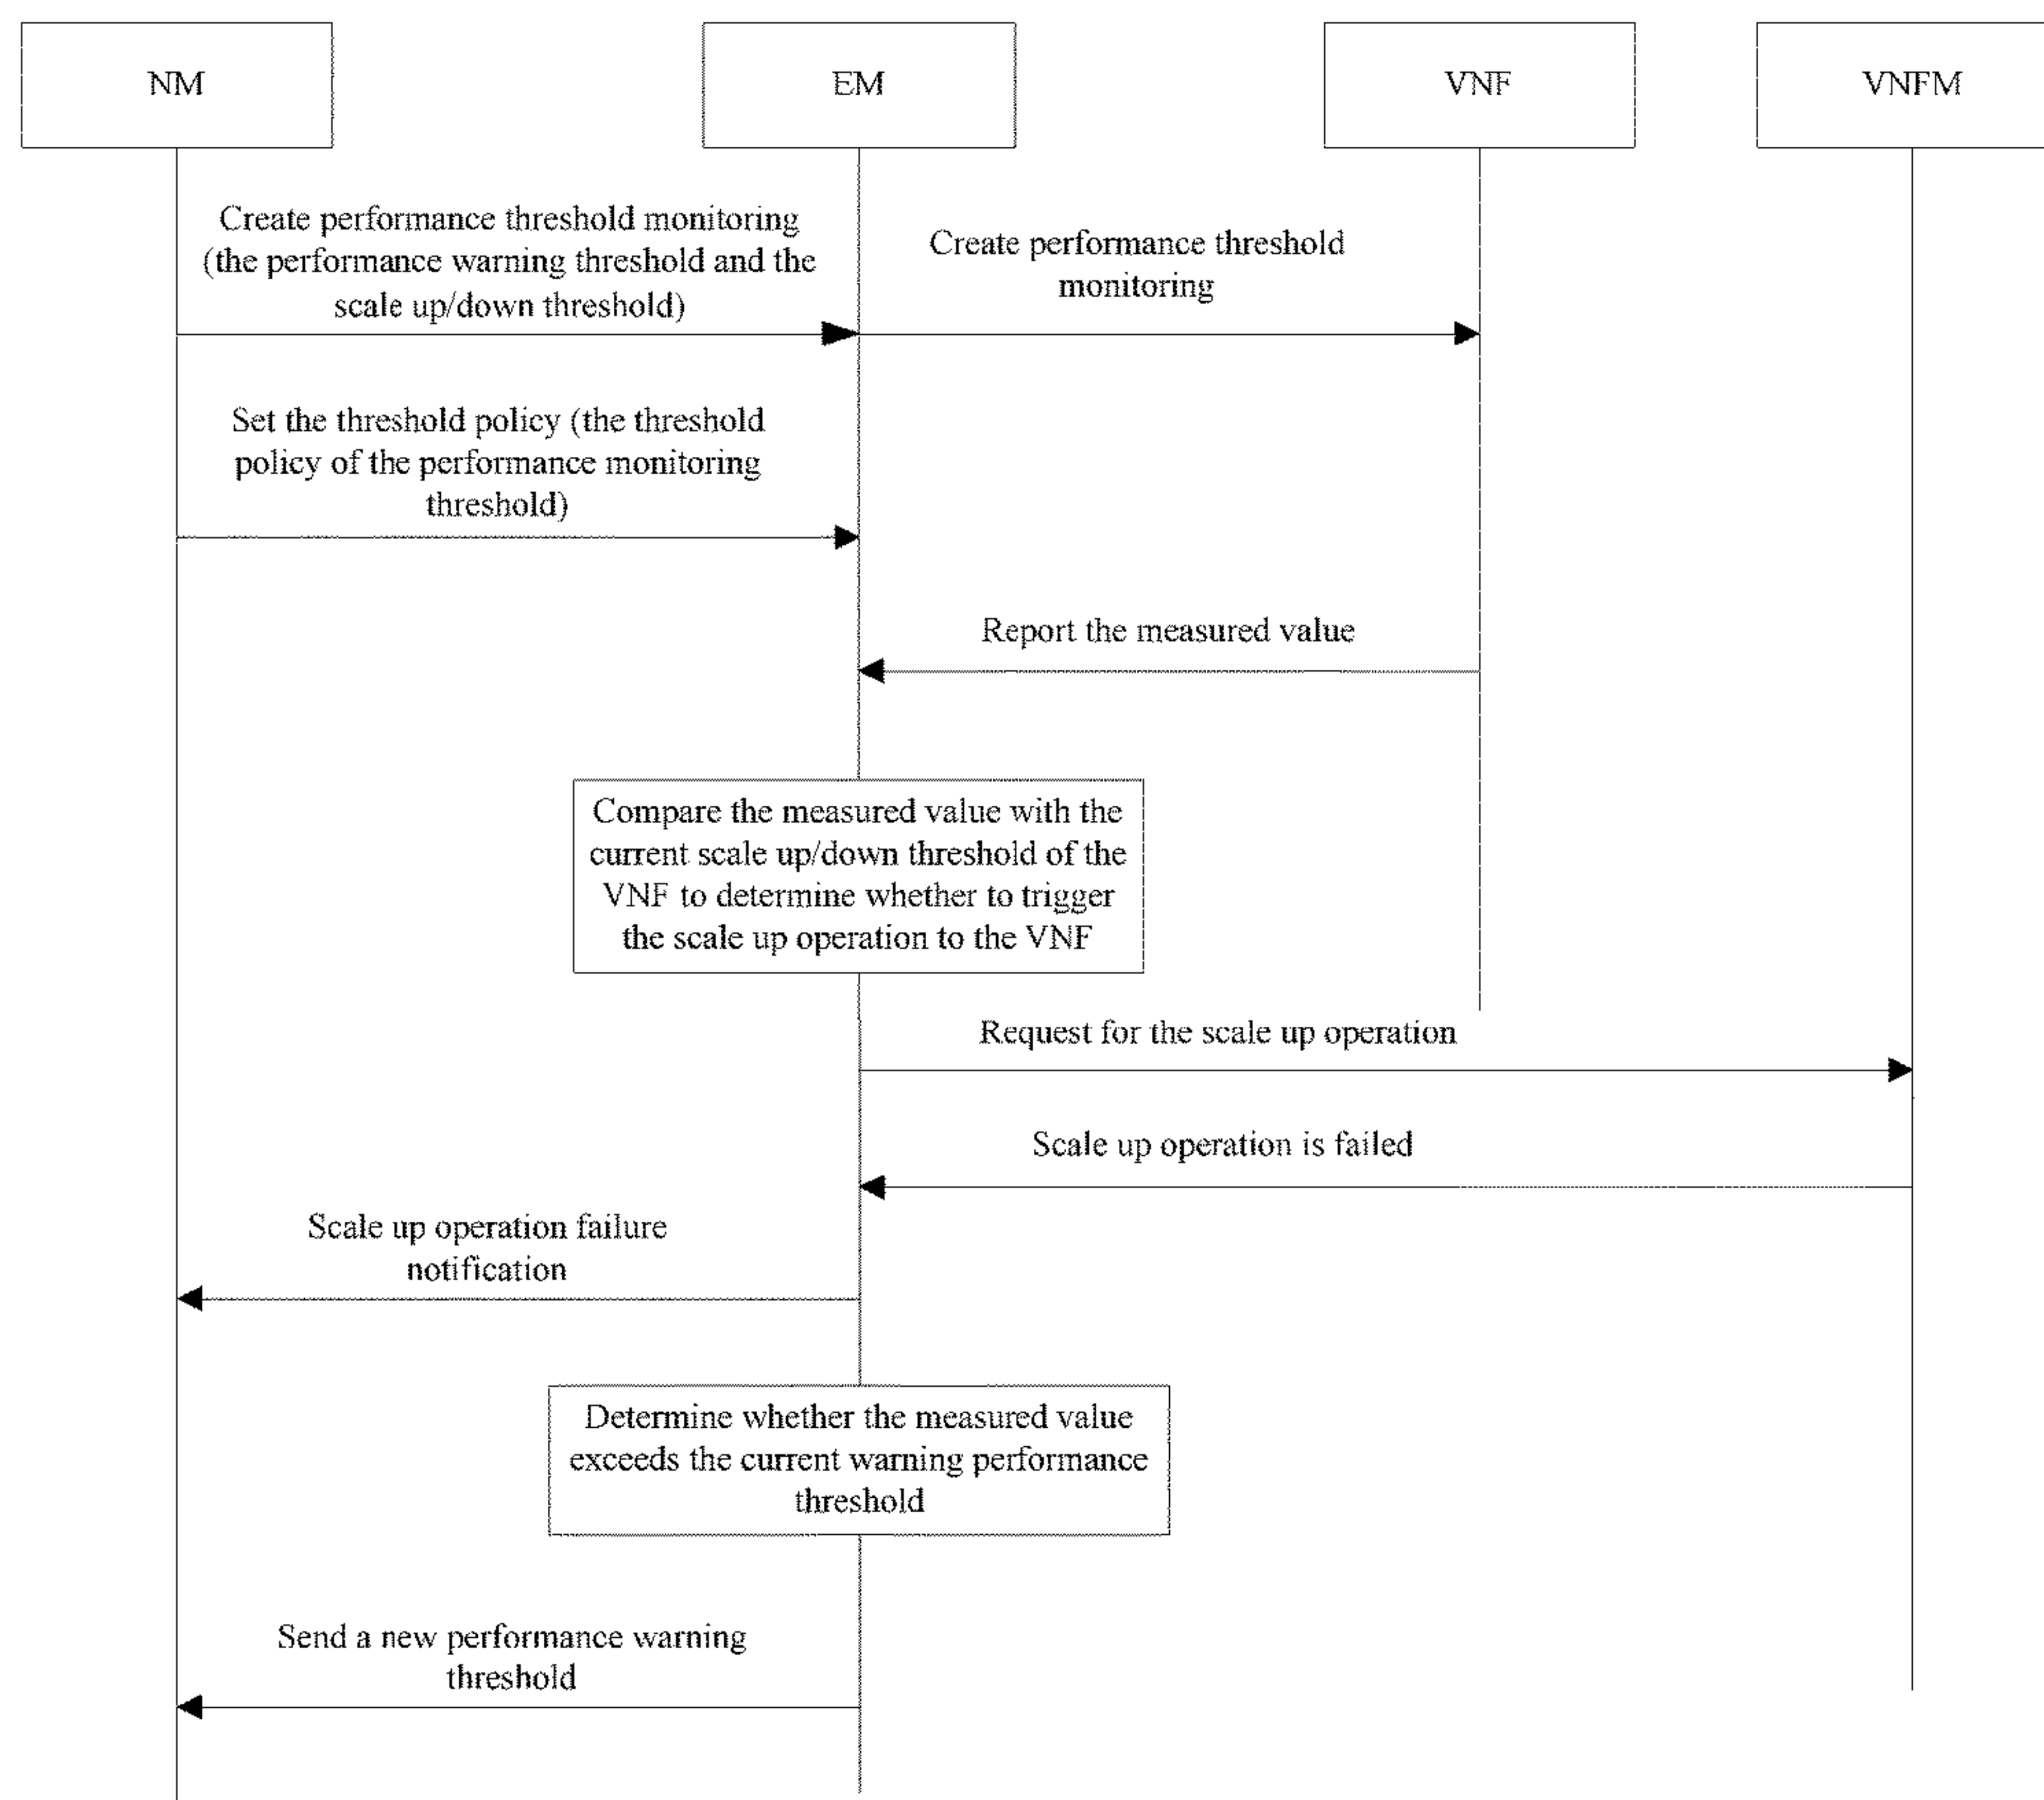 NM
EM
VNF
VNFM
Create performance threshold monitoring
(the performance warning threshold and the
scale up/down threshold)
Create performance threshold
monitoring
Set the threshold policy (the threshold
policy of the performance monitoring
threshold)
Report the measured value
Compare the measured value with the
current scale up/down threshold of the
VNF to determine whether to trigger
the scale up operation to the VNF
Request for the scale up operation
Scale up operation is failed
Scale up operation failure
notification
Determine whether the measured value
exceeds the current warning performance
threshold
Send a new performance warning
threshold